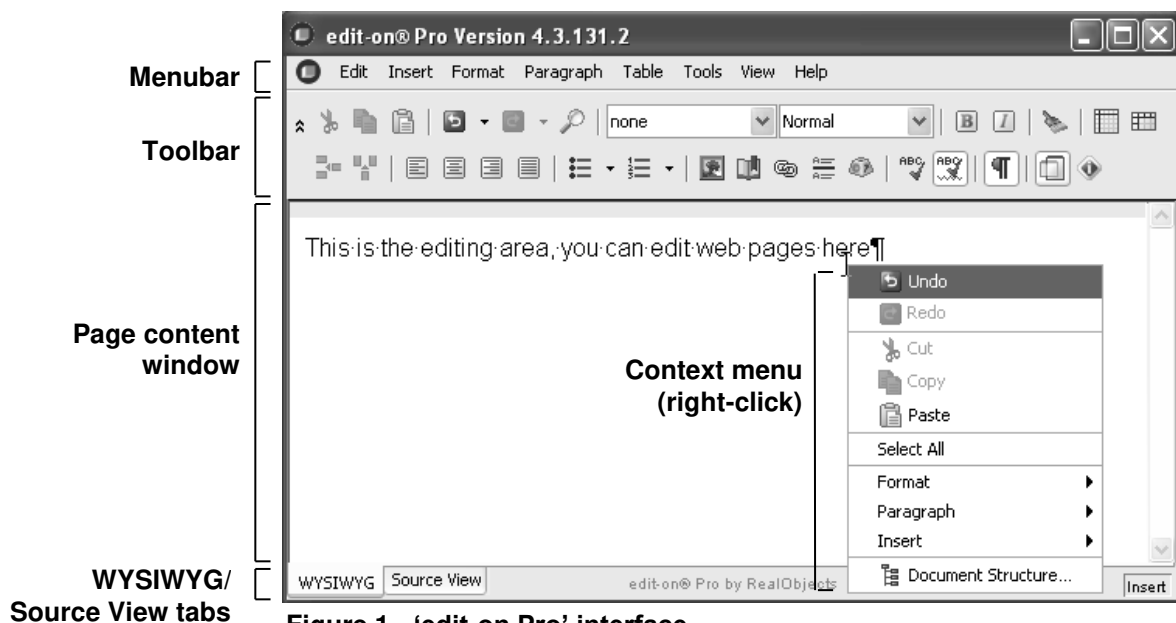 edit-on® Pro Version 4.3.131.2
Menubar
Edit Insert Format Paragraph Table Tools View Help
Toolbar
none Normal B I
ABC ABC ¶
This·is·the·editing·area,·you·can·edit·web·pages·here¶
Page content
window
Context menu
(right-click)
Undo
Redo
Cut
Copy
Paste
Select All
Format
Paragraph
Insert
Document Structure...
WYSIWYG/
Source View tabs
WYSIWYG Source View edit-on® Pro by RealObjects Insert
Figure 1 'edit-on Pro' interface